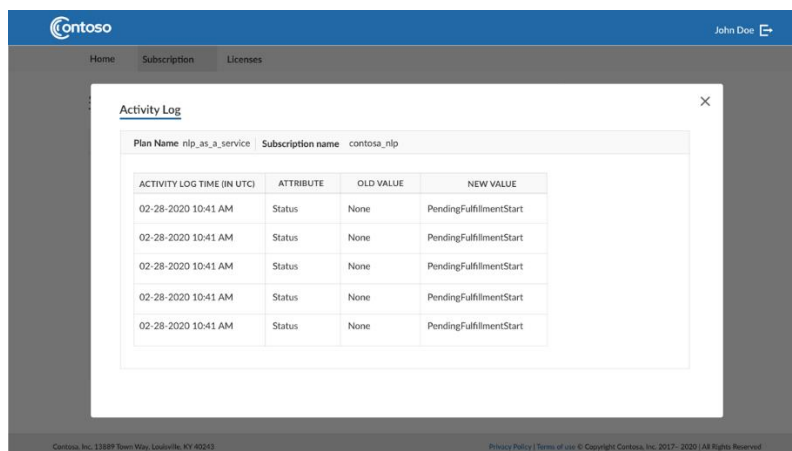 Contoso
John Doe
Home Subscription Licenses
Activity Log
Plan Name nlp_as_a_service Subscription name contosa_nlp
ACTIVITY LOG TIME (IN UTC) ATTRIBUTE OLD VALUE NEW VALUE
02-28-2020 10:41 AM Status None PendingFulfillmentStart
02-28-2020 10:41 AM Status None PendingFulfillmentStart
02-28-2020 10:41 AM Status None PendingFulfillmentStart
02-28-2020 10:41 AM Status None PendingFulfillmentStart
02-28-2020 10:41 AM Status None PendingFulfillmentStart
Contosa, Inc. 13889 Town Way, Louisville, KY 40243 Privacy Policy | Terms of use © Copyright Contosa, Inc. 2017– 2020 | All Rights Reserved